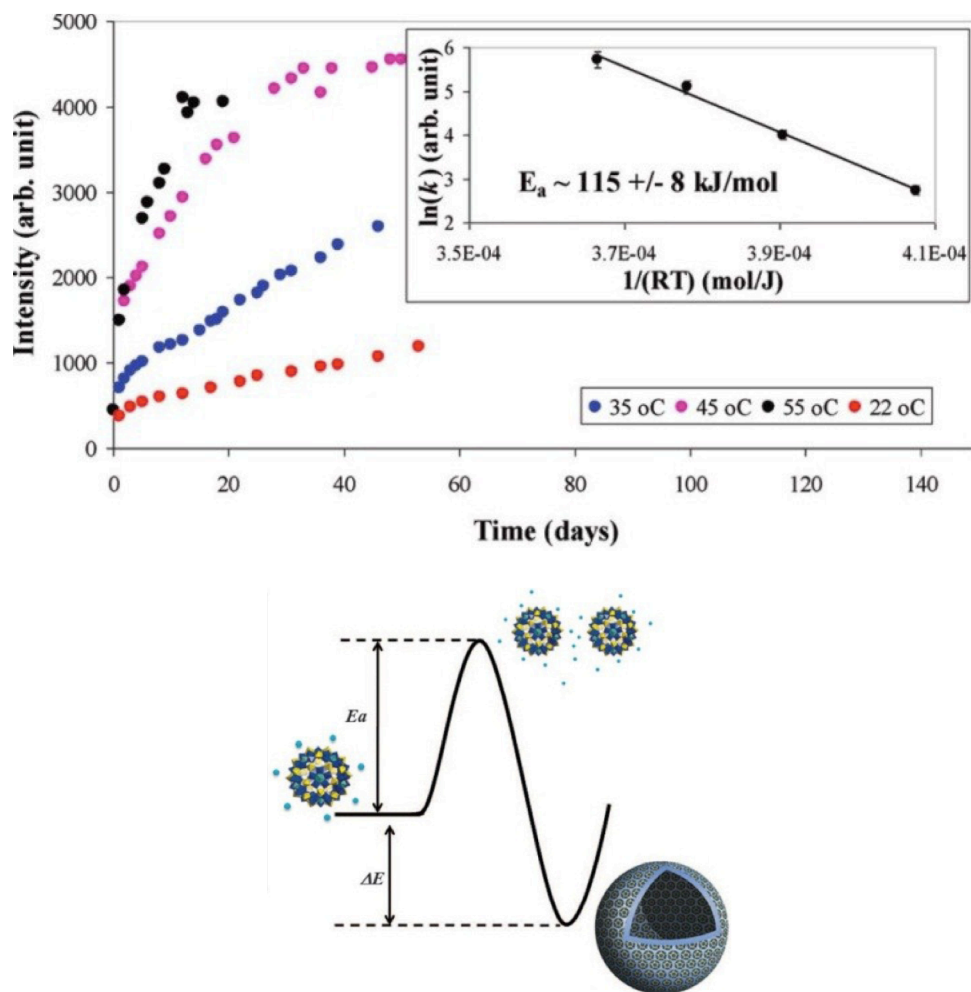 5000
4000
3000
2000
1000
0
Intensity (arb. unit)
0 20 40 60 80 100 120 140
Time (days)
35 oC 45 oC 55 oC 22 oC
6
5
4
3
2
ln(k) (arb. unit)
Ea ~ 115 +/- 8 kJ/mol
3.5E-04 3.7E-04 3.9E-04 4.1E-04
1/(RT) (mol/J)
Ea
ΔE